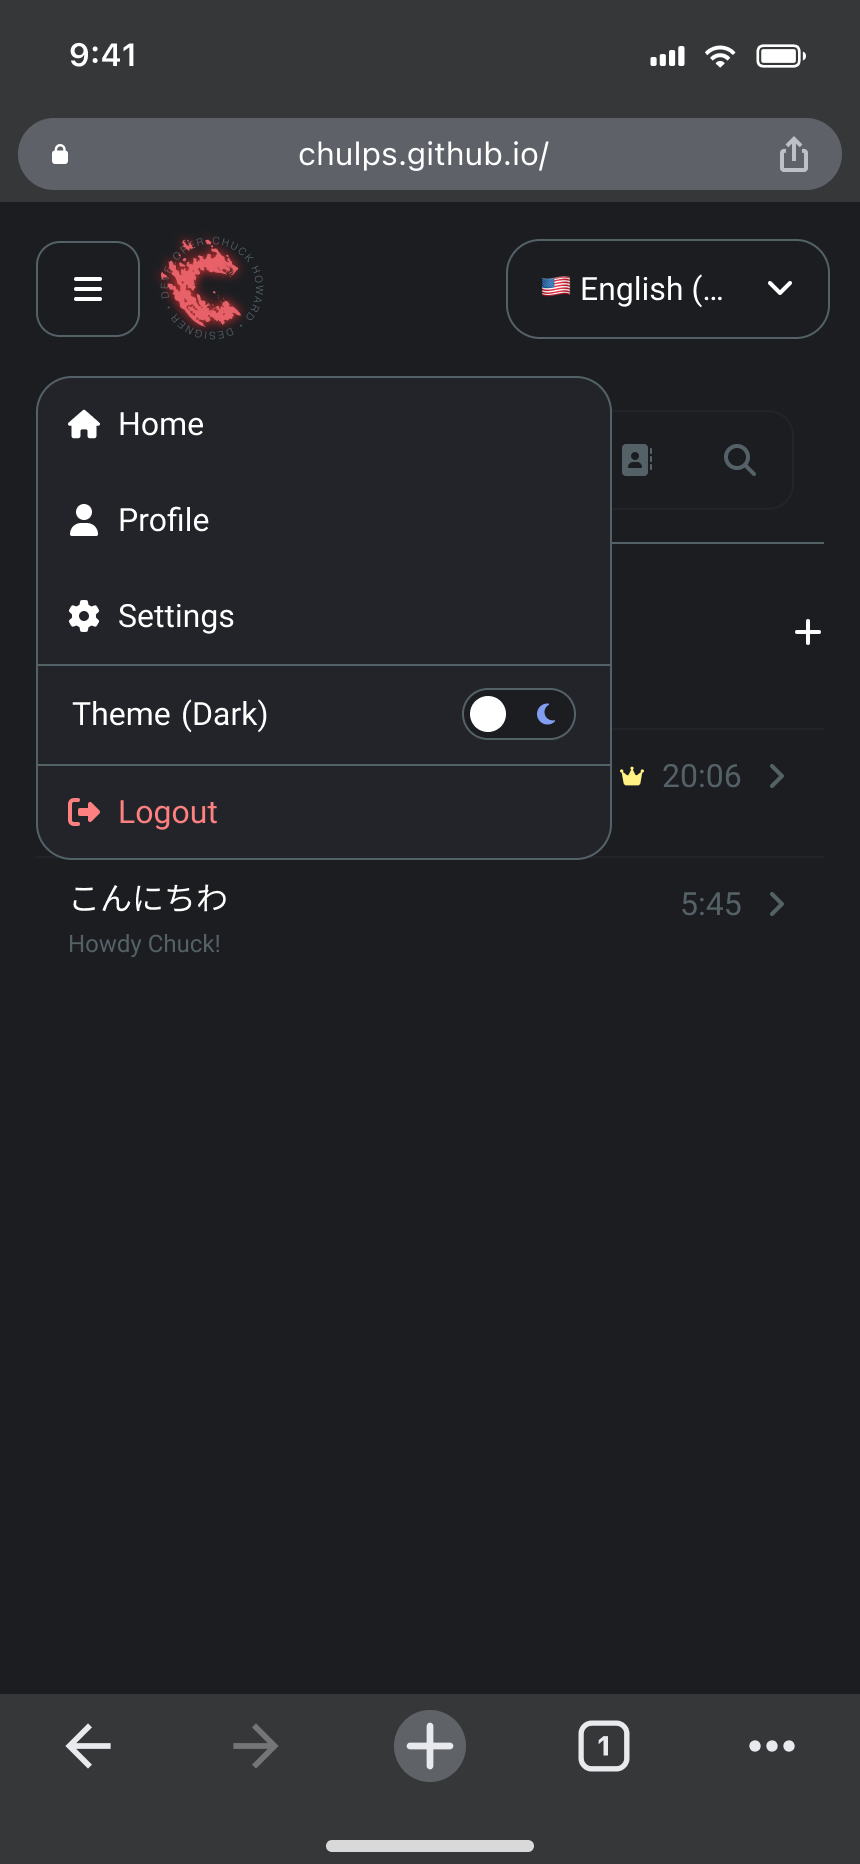 9:41
chulps.github.io/
CHUCK HOWARD • DESIGNER •
English (...
Home
Profile
Settings
Theme (Dark)
20:06
Logout
こんにちわ
5:45
Howdy Chuck!
1